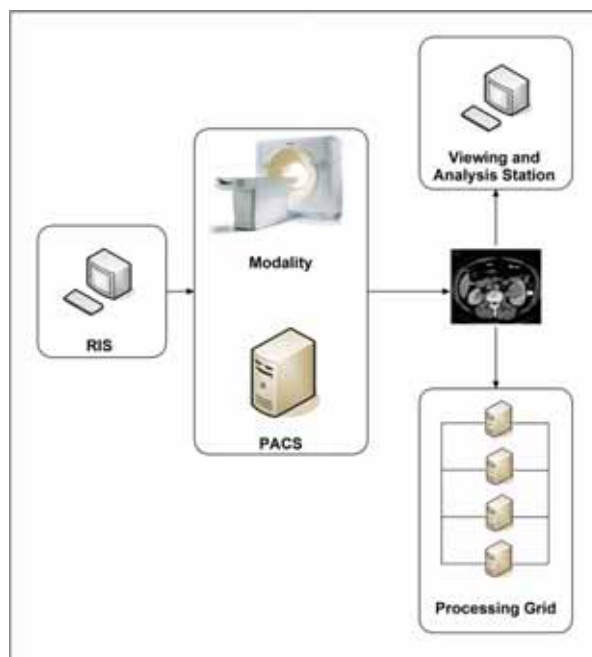 RIS
Modality
PACS
Viewing and
Analysis Station
Processing Grid